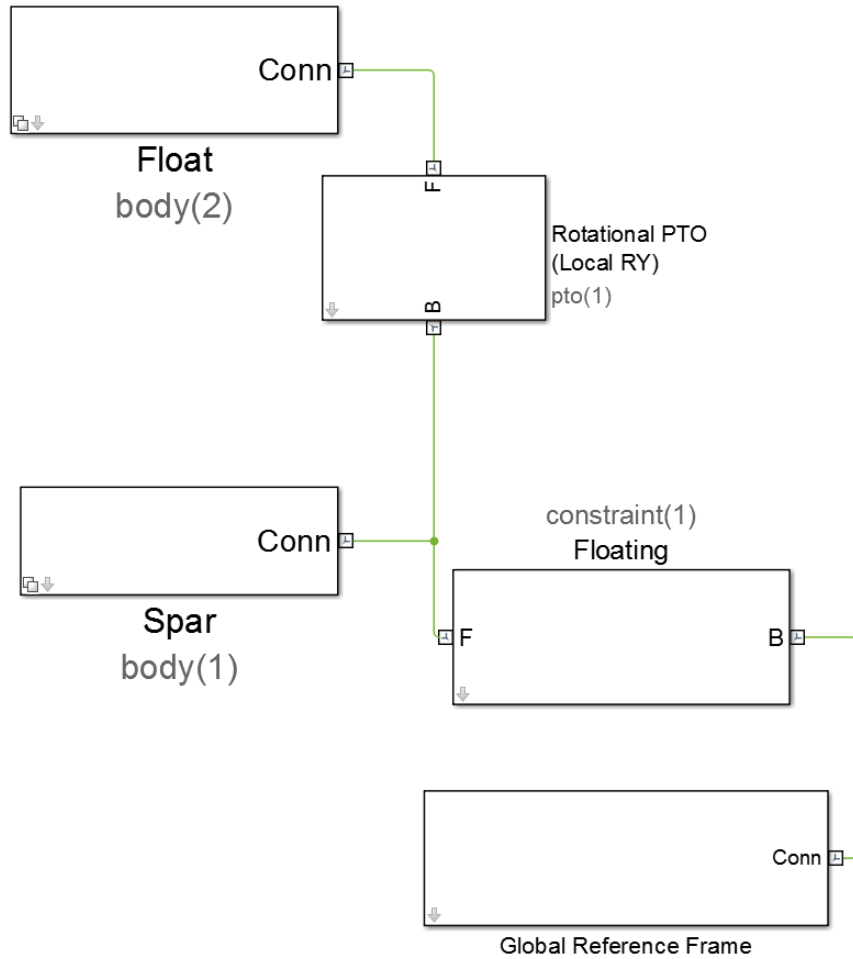 Conn
Float
body(2)
F
Rotational PTO
(Local RY)
pto(1)
B
Conn
Spar
body(1)
constraint(1)
Floating
F
B
Conn
Global Reference Frame